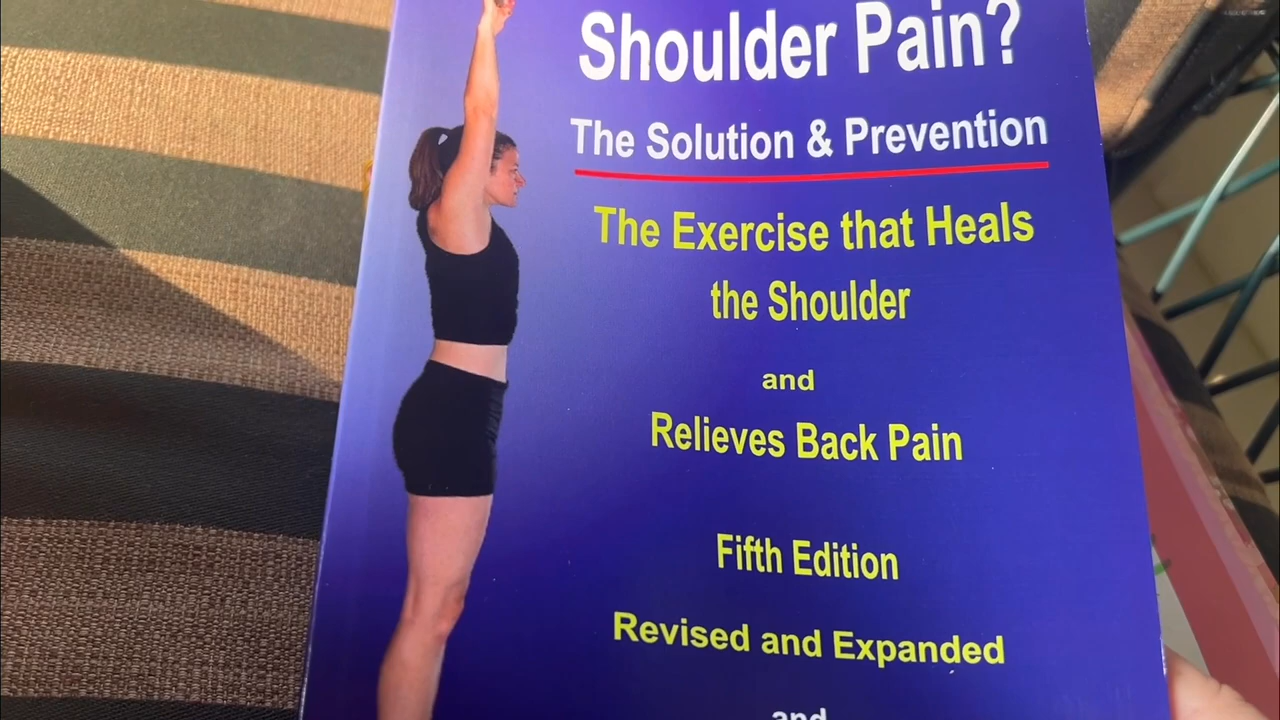 Shoulder Pain?
The Solution & Prevention
The Exercise that Heals
the Shoulder
and
Relieves Back Pain
Fifth Edition
Revised and Expanded
and